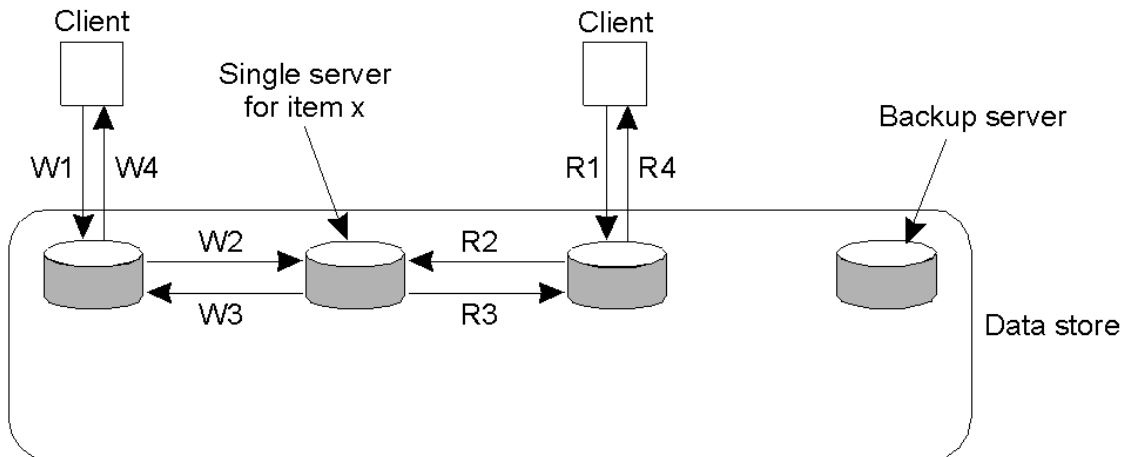 Client
Client
Single server
for item x
Backup server
W1
W4
R1
R4
W2
R2
W3
R3
Data store